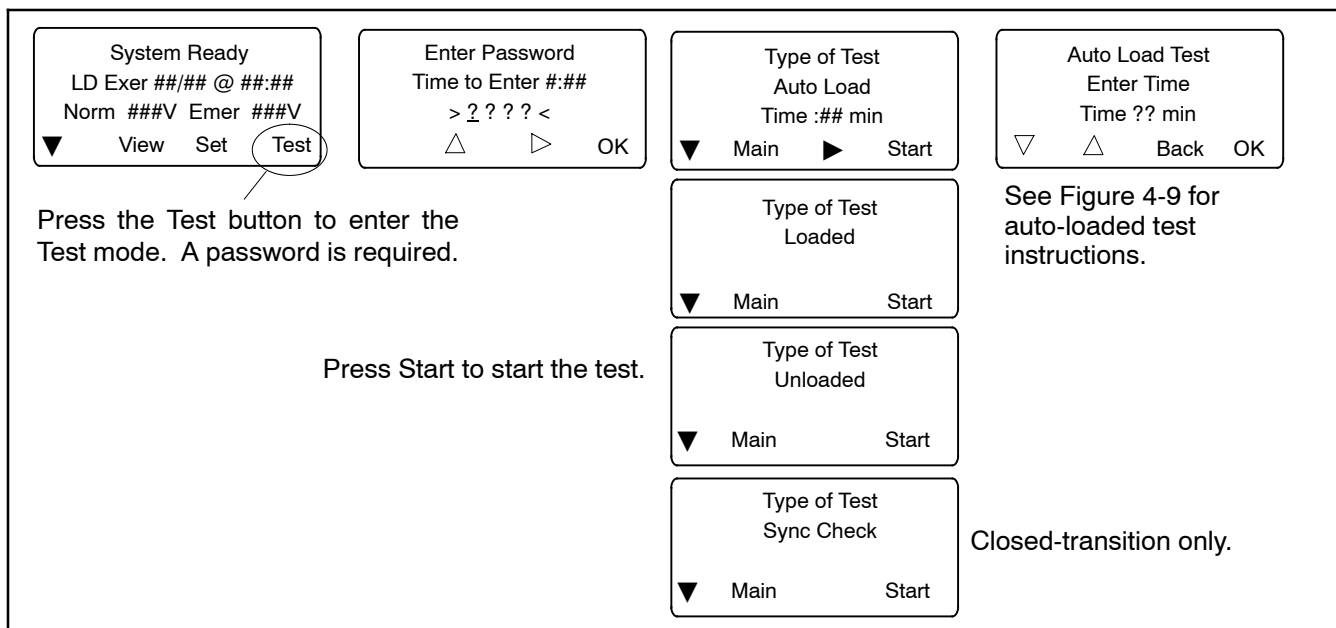 System Ready
LD Exer ##/## @ ##:##
Norm ###V Emer ###V
▼ View Set Test
Press the Test button to enter the
Test mode. A password is required.
Enter Password
Time to Enter #:##
> ? ? ? ? <
△ ▷ OK
Type of Test
Auto Load
Time :## min
▼ Main ▶ Start
Auto Load Test
Enter Time
Time ?? min
▽ △ Back OK
See Figure 4-9 for
auto-loaded test
instructions.
Type of Test
Loaded
▼ Main Start
Press Start to start the test.
Type of Test
Unloaded
▼ Main Start
Type of Test
Sync Check
▼ Main Start
Closed-transition only.